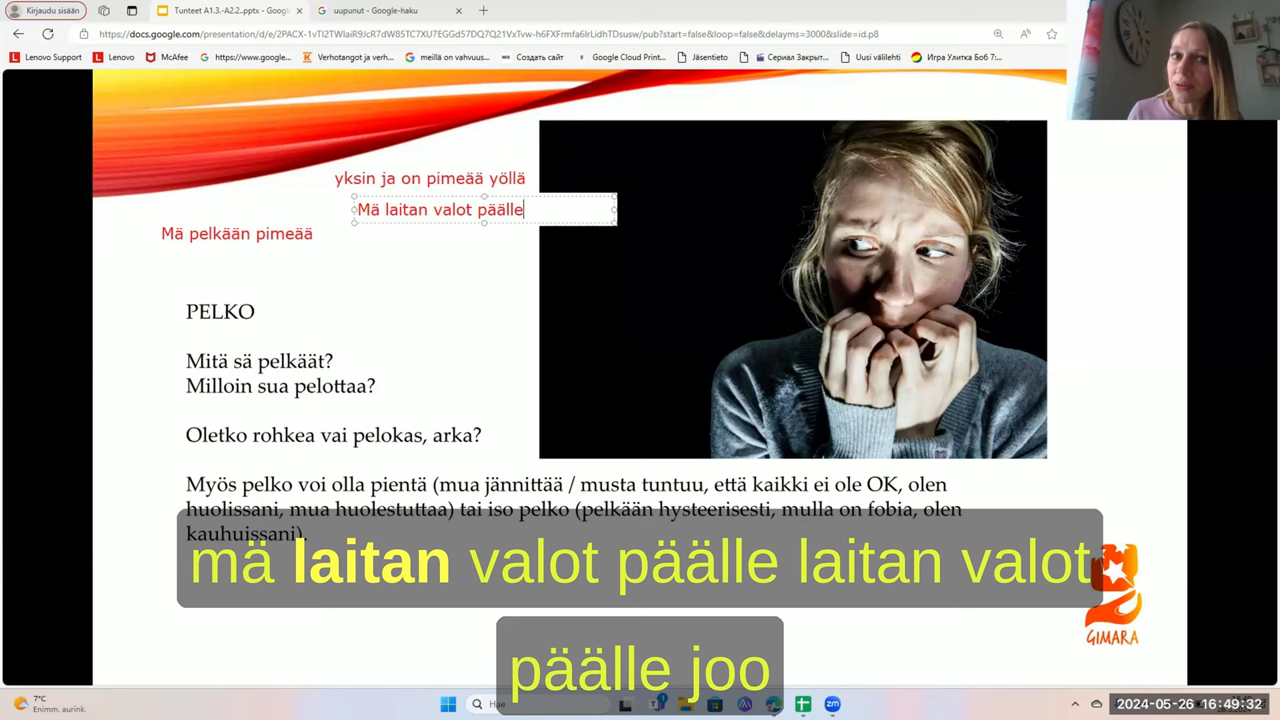 Kirjaudu sisään
Tunteet A1.3.-A2.2..pptx - Google
uupunut - Google-haku
https://docs.google.com/presentation/d/e/2PACX-1vTI2TWIaiR9JcR7dW85TC7XU7EGGd57DQ7Q21VxTvw-h6FXFrmfa6lrLidhTDsusw/pub?start=false&loop=false&delayms=3000&slide=id.p8
Lenovo Support
Lenovo
McAfee
https://www.google...
Verhotangot ja verh...
meillä on vahvuus...
Создать сайт
Google Cloud Print...
Jäsentieto
Сериал Закрыт...
Uusi välilehti
Игра Улитка Боб 7:...
yksin ja on pimeää yöllä
Mä laitan valot päälle
Mä pelkään pimeää
PELKO
Mitä sä pelkäät?
Milloin sua pelottaa?
Oletko rohkea vai pelokas, arka?
Myös pelko voi olla pientä (mua jännittää / musta tuntuu, että kaikki ei ole OK, olen
huolissani, mua huolestuttaa) tai iso pelko (pelkään hysteerisesti, mulla on fobia, olen
kauhuissani).
mä laitan valot päälle laitan valot
päälle joo
GIMARA
7°C
Enimm. aurink.
Hae
zm
2024-05-26 16:49:32